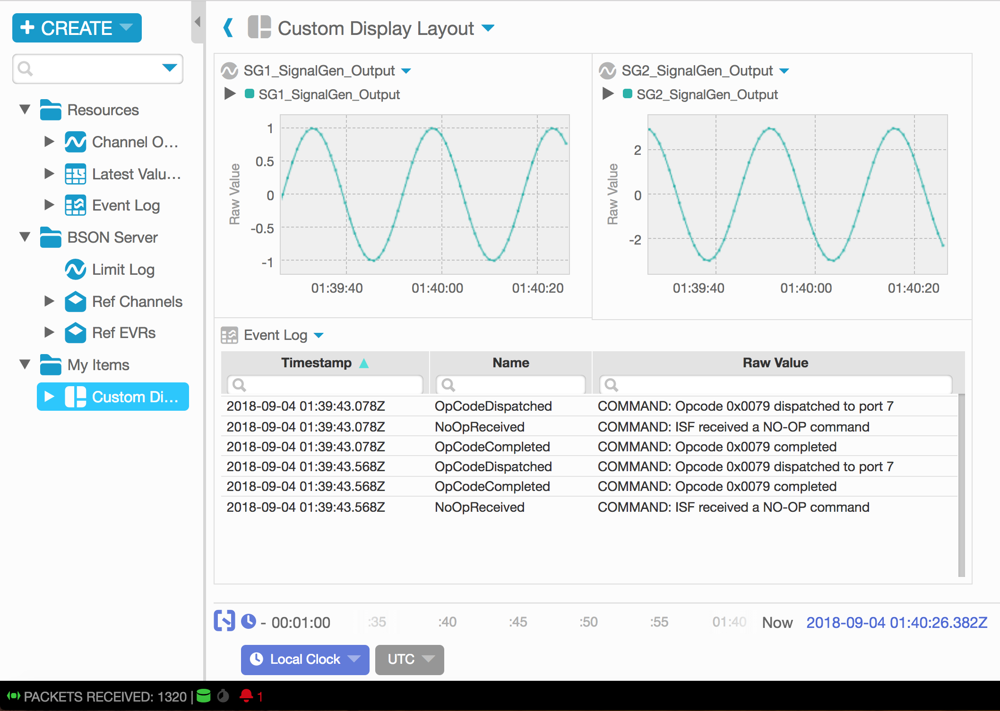 CREATE
Resources
Channel O...
Latest Valu...
Event Log
BSON Server
Limit Log
Ref Channels
Ref EVRs
My Items
Custom Di...
Custom Display Layout
SG1_SignalGen_Output
SG1_SignalGen_Output
Raw Value
1
0.5
0
-0.5
-1
01:39:40 01:40:00 01:40:20
SG2_SignalGen_Output
SG2_SignalGen_Output
Raw Value
2
0
-2
01:39:40 01:40:00 01:40:20
Event Log
Timestamp Name Raw Value
2018-09-04 01:39:43.078Z OpCodeDispatched COMMAND: Opcode 0x0079 dispatched to port 7
2018-09-04 01:39:43.078Z NoOpReceived COMMAND: ISF received a NO-OP command
2018-09-04 01:39:43.078Z OpCodeCompleted COMMAND: Opcode 0x0079 completed
2018-09-04 01:39:43.568Z OpCodeDispatched COMMAND: Opcode 0x0079 dispatched to port 7
2018-09-04 01:39:43.568Z OpCodeCompleted COMMAND: Opcode 0x0079 completed
2018-09-04 01:39:43.568Z NoOpReceived COMMAND: ISF received a NO-OP command
- 00:01:00 :35 :40 :45 :50 :55 01:40 Now 2018-09-04 01:40:26.382Z
Local Clock UTC
PACKETS RECEIVED: 1320 | 1